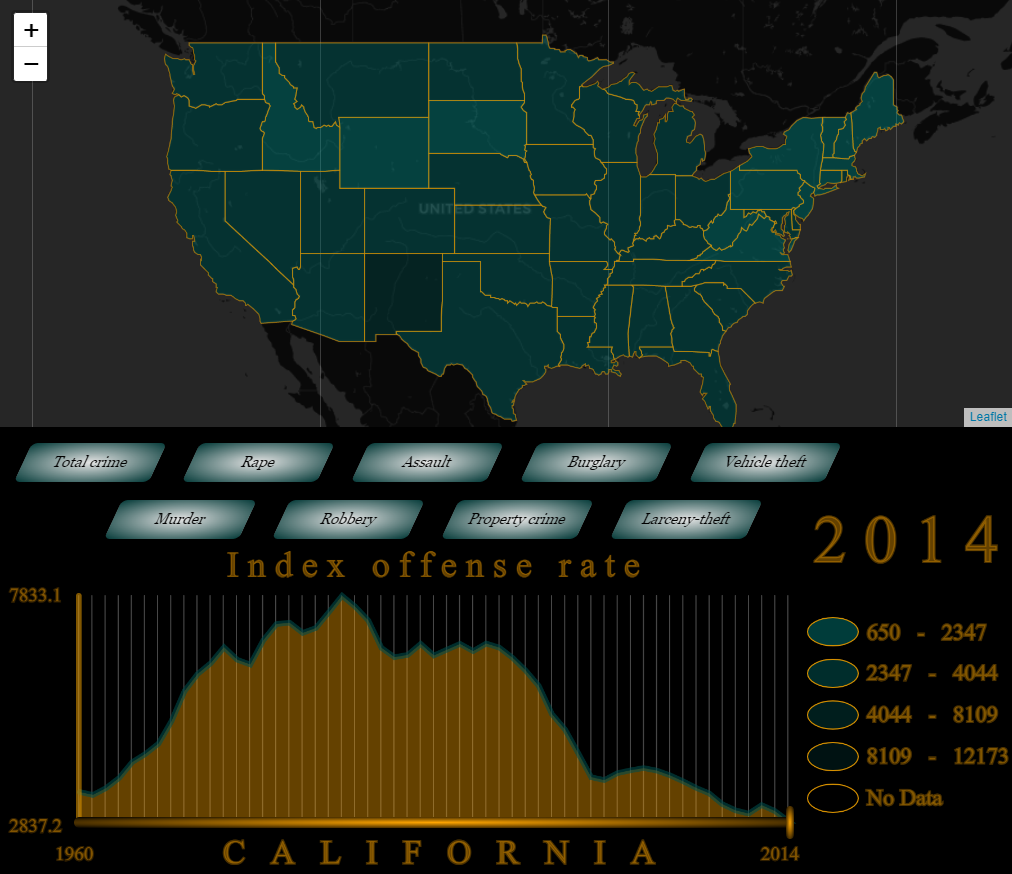 +
−
UNITED STATES
Leaflet
Total crime
Rape
Assault
Burglary
Vehicle theft
Murder
Robbery
Property crime
Larceny-theft
2014
Index offense rate
7833.1
2837.2
1960
2014
CALIFORNIA
650 - 2347
2347 - 4044
4044 - 8109
8109 - 12173
No Data